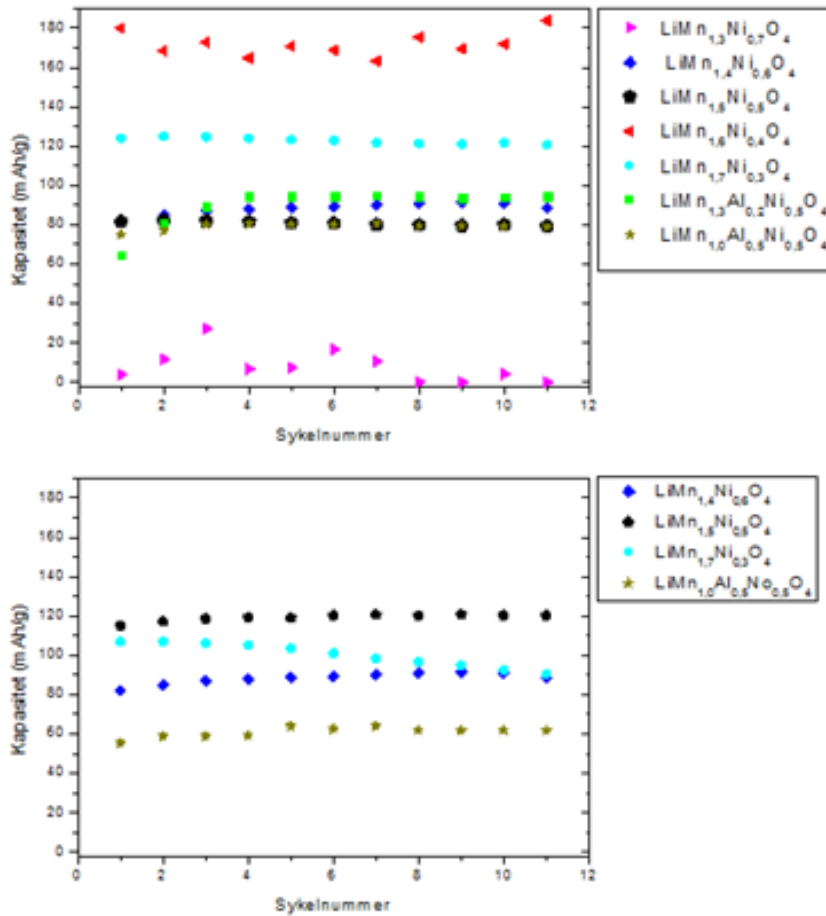 180
160
140
120
100
80
60
40
20
0
Kapasitet (mAh/g)
0 2 4 6 8 10 12
Sykelnummer
LiMn1,3Ni0,7O4
LiMn1,4Ni0,6O4
LiMn1,5Ni0,5O4
LiMn1,6Ni0,4O4
LiMn1,7Ni0,3O4
LiMn1,3Al0,2Ni0,5O4
LiMn1,0Al0,5Ni0,5O4
180
160
140
120
100
80
60
40
20
0
Kapasitet (mAh/g)
0 2 4 6 8 10 12
Sykelnummer
LiMn1,4Ni0,6O4
LiMn1,5Ni0,5O4
LiMn1,7Ni0,3O4
LiMn1,0Al0,5No0,5O4